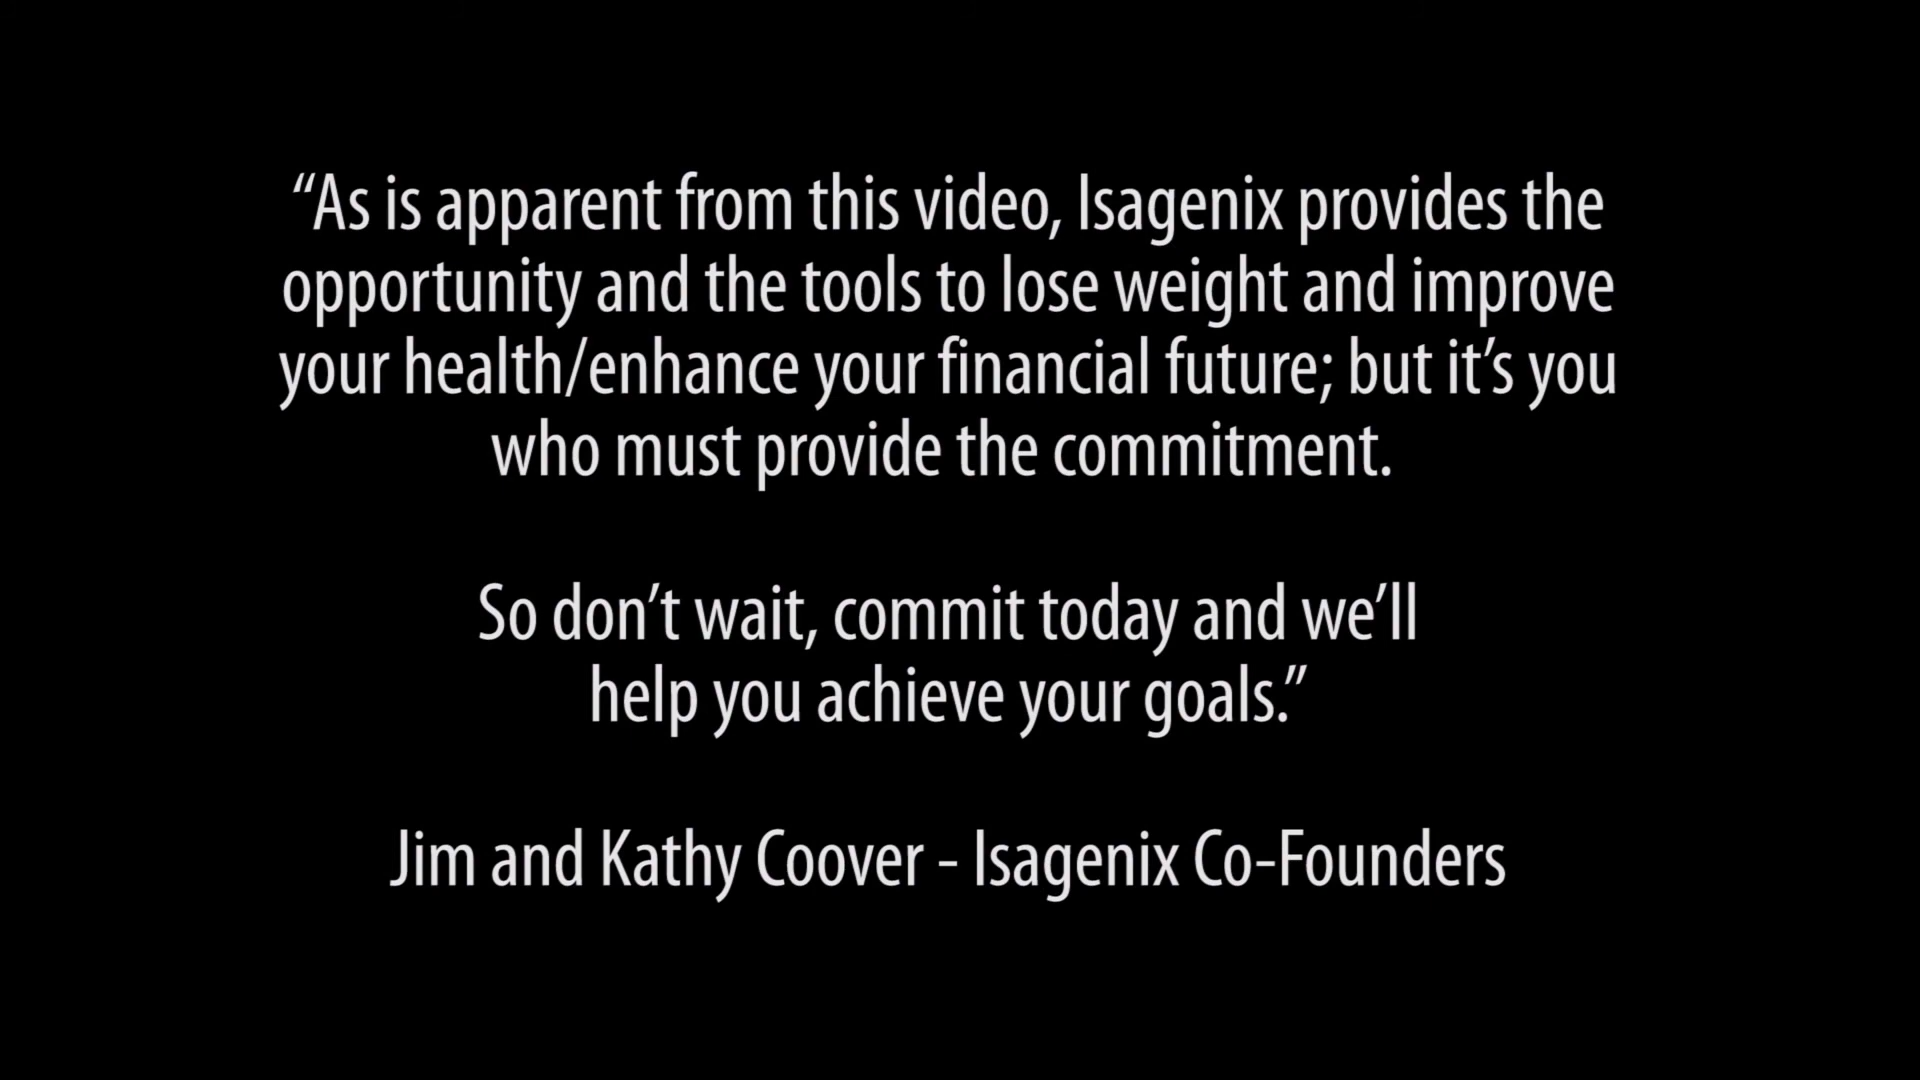 “As is apparent from this video, Isagenix provides the
opportunity and the tools to lose weight and improve
your health/enhance your financial future; but it’s you
who must provide the commitment.
So don’t wait, commit today and we’ll
help you achieve your goals.”
Jim and Kathy Coover - Isagenix Co-Founders